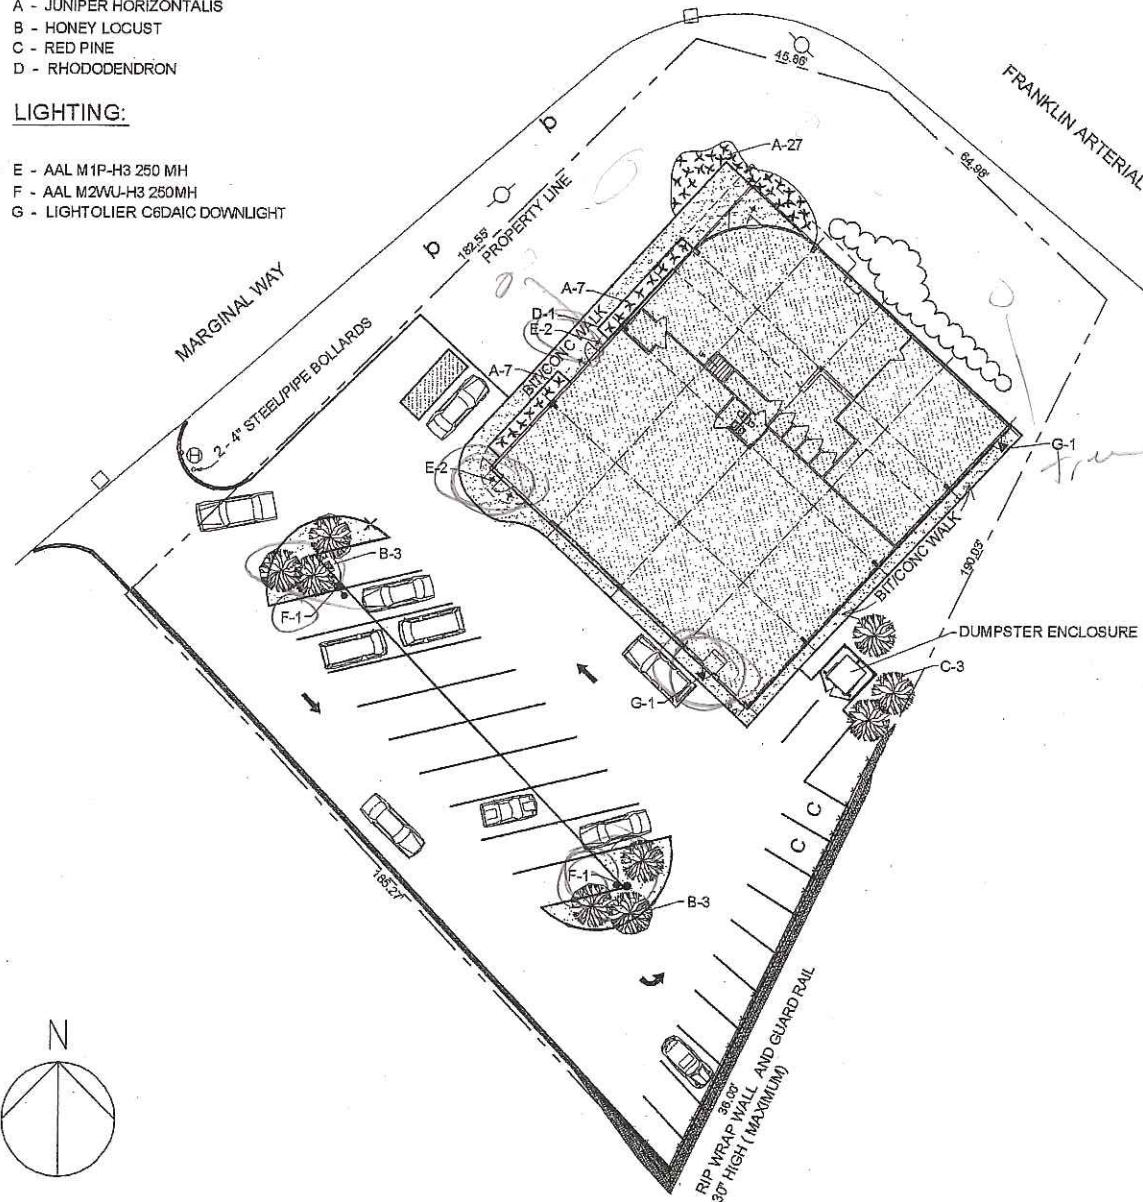 A - JUNIPER HORIZONTALIS
B - HONEY LOCUST
C - RED PINE
D - RHODODENDRON
LIGHTING:
E - AAL M1P-H3 250 MH
F - AAL M2WU-H3 250MH
G - LIGHTOLIER C6DAIC DOWNLIGHT
45.86'
FRANKLIN ARTERIAL
64.98'
A-27
b
b
182.55'
PROPERTY LINE
MARGINAL WAY
A-7
D-1
E-2
BIT/CONC WALK
A-7
2 - 4" STEEL/PIPE BOLLARDS
H
E-2
G-1
BIT/CONC WALK
190.03'
B-3
F-1
DUMPSTER ENCLOSURE
C-3
G-1
C
C
F-1
B-3
185.27'
N
36.00'
RIP WRAP WALL AND GUARD RAIL
30" HIGH ( MAXIMUM)